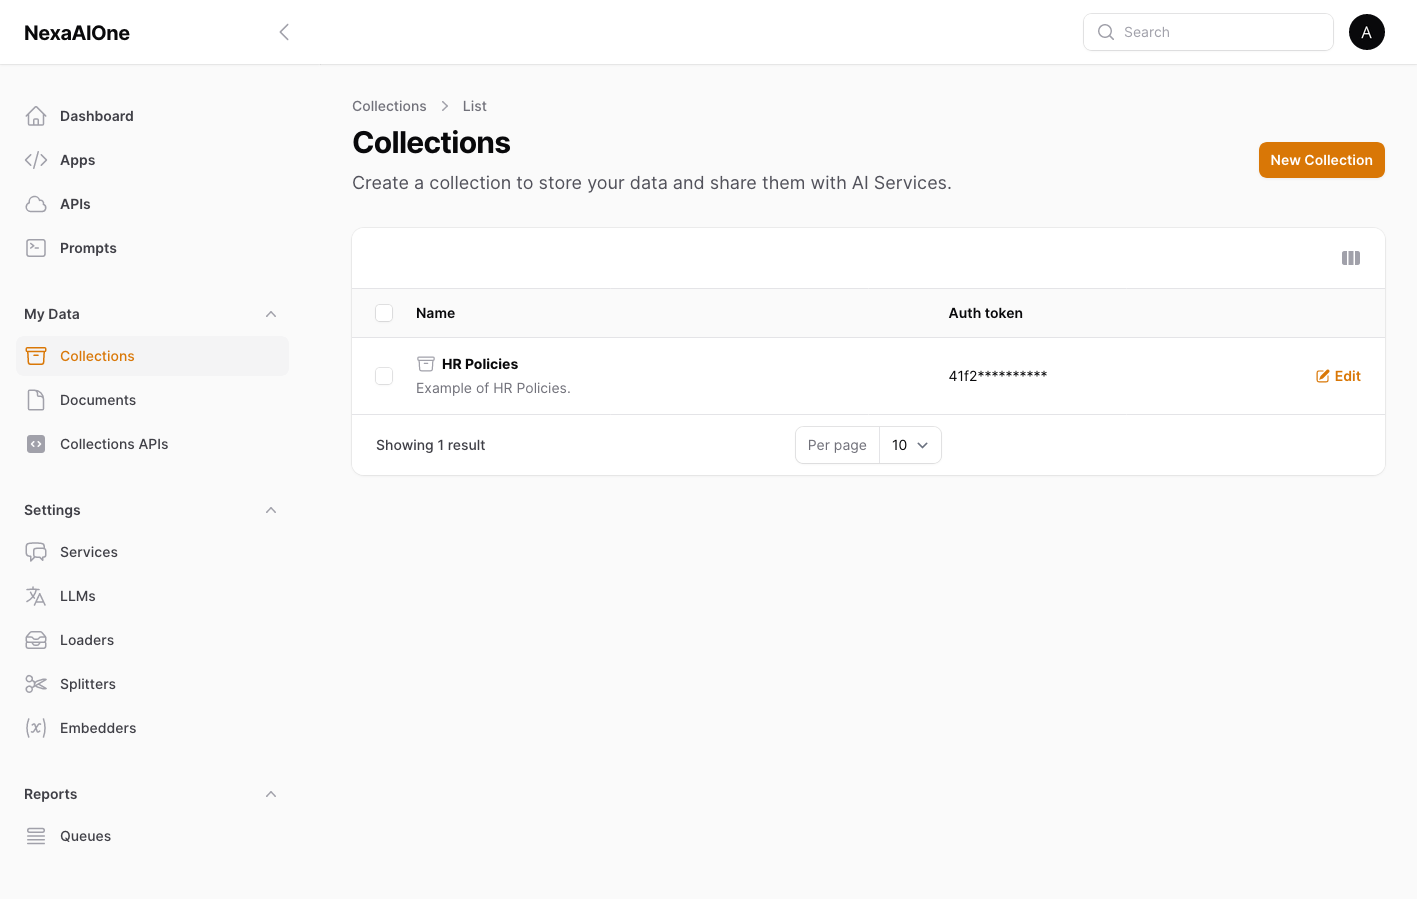 NexaAIOne
Search
A
Dashboard
Apps
APIs
Prompts
My Data
Collections
Documents
Collections APIs
Settings
Services
LLMs
Loaders
Splitters
Embedders
Reports
Queues
Collections List
Collections
Create a collection to store your data and share them with AI Services.
New Collection
Name Auth token
HR Policies
Example of HR Policies.
41f2**********
Edit
Showing 1 result
Per page 10